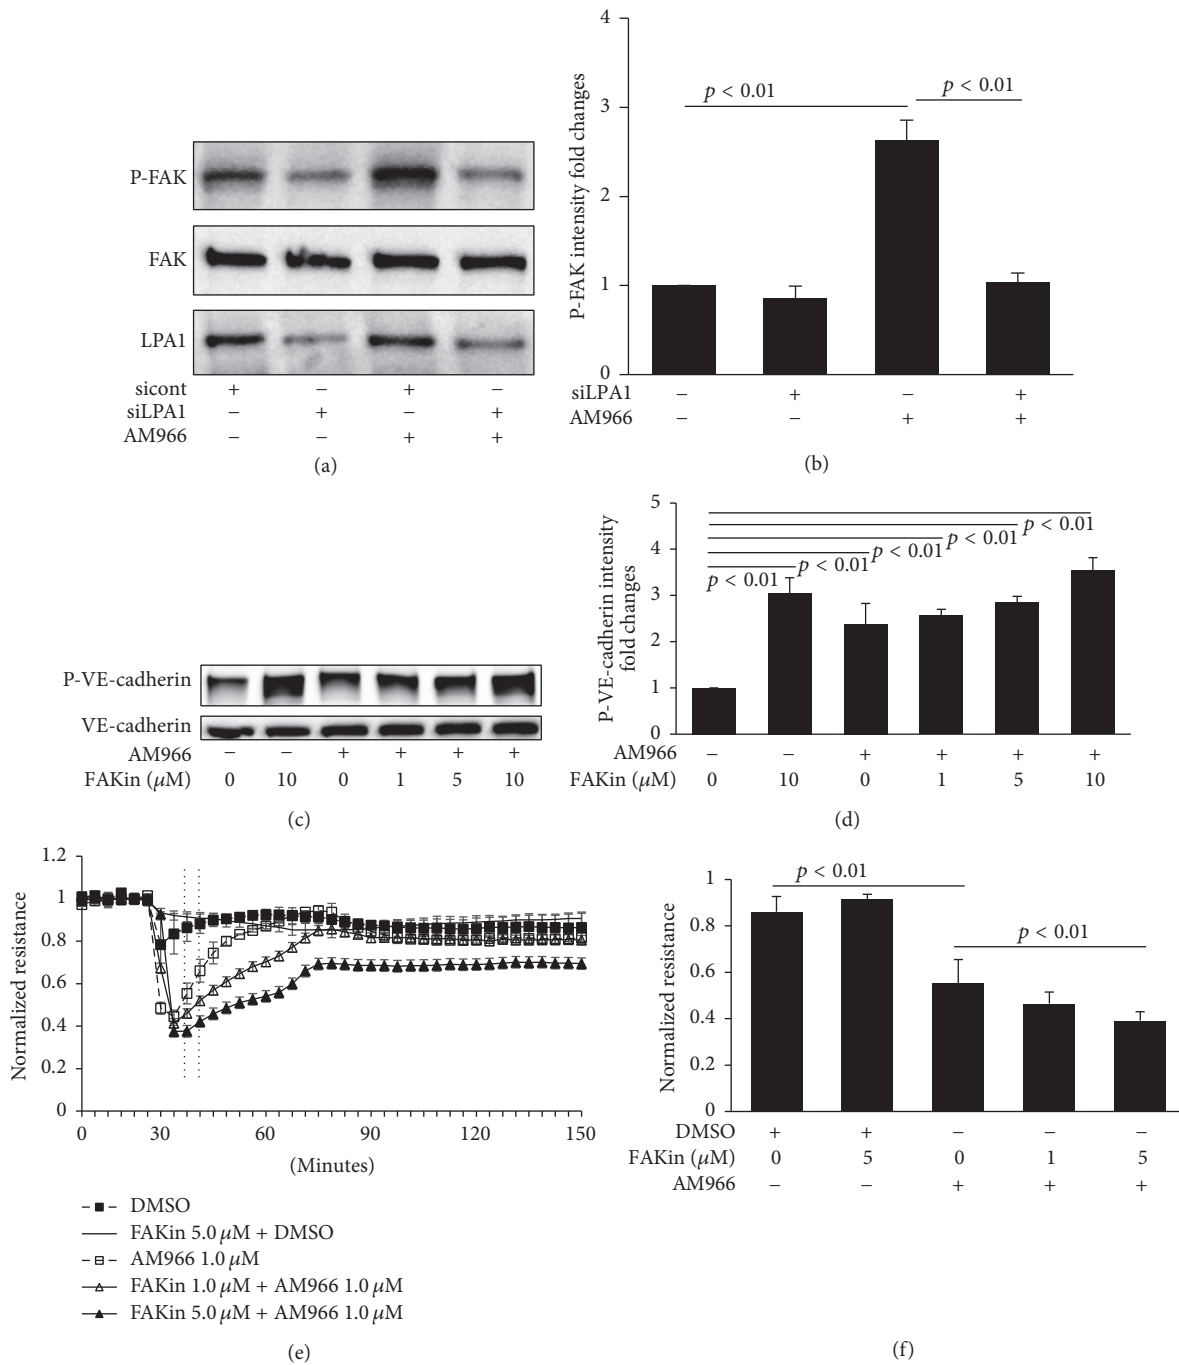 P-FAK
FAK
LPA1
sicont + − + −
siLPA1 − + − +
AM966 − − + +
(a)
P-FAK intensity fold changes
4
3
2
1
0
p < 0.01
p < 0.01
siLPA1 − + − +
AM966 − − + +
(b)
P-VE-cadherin
VE-cadherin
AM966 − − + + + +
FAKin (μM) 0 10 0 1 5 10
(c)
P-VE-cadherin intensity
fold changes
5
4
3
2
1
0
p < 0.01
p < 0.01
p < 0.01
p < 0.01
p < 0.01
AM966 − − + + + +
FAKin (μM) 0 10 0 1 5 10
(d)
Normalized resistance
1.2
1
0.8
0.6
0.4
0.2
0
0 30 60 90 120 150
(Minutes)
DMSO
FAKin 5.0 μM + DMSO
AM966 1.0 μM
FAKin 1.0 μM + AM966 1.0 μM
FAKin 5.0 μM + AM966 1.0 μM
(e)
Normalized resistance
1
0.8
0.6
0.4
0.2
0
p < 0.01
p < 0.01
DMSO + + − − −
FAKin (μM) 0 5 0 1 5
AM966 − − + + +
(f)